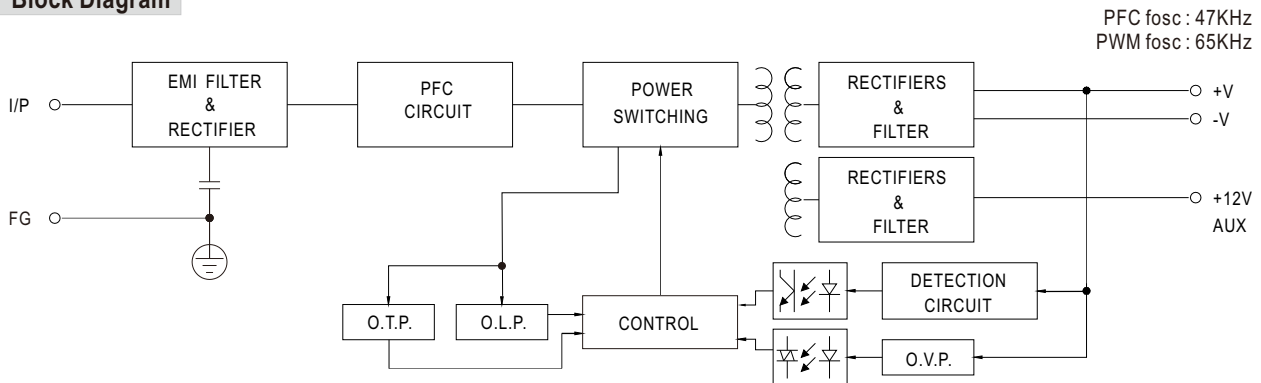 Block Diagram
PFC fosc : 47KHz
PWM fosc : 65KHz
I/P
EMI FILTER
&
RECTIFIER
PFC
CIRCUIT
POWER
SWITCHING
RECTIFIERS
&
FILTER
+V
-V
RECTIFIERS
&
FILTER
+12V
AUX
FG
O.T.P.
O.L.P.
CONTROL
DETECTION
CIRCUIT
O.V.P.